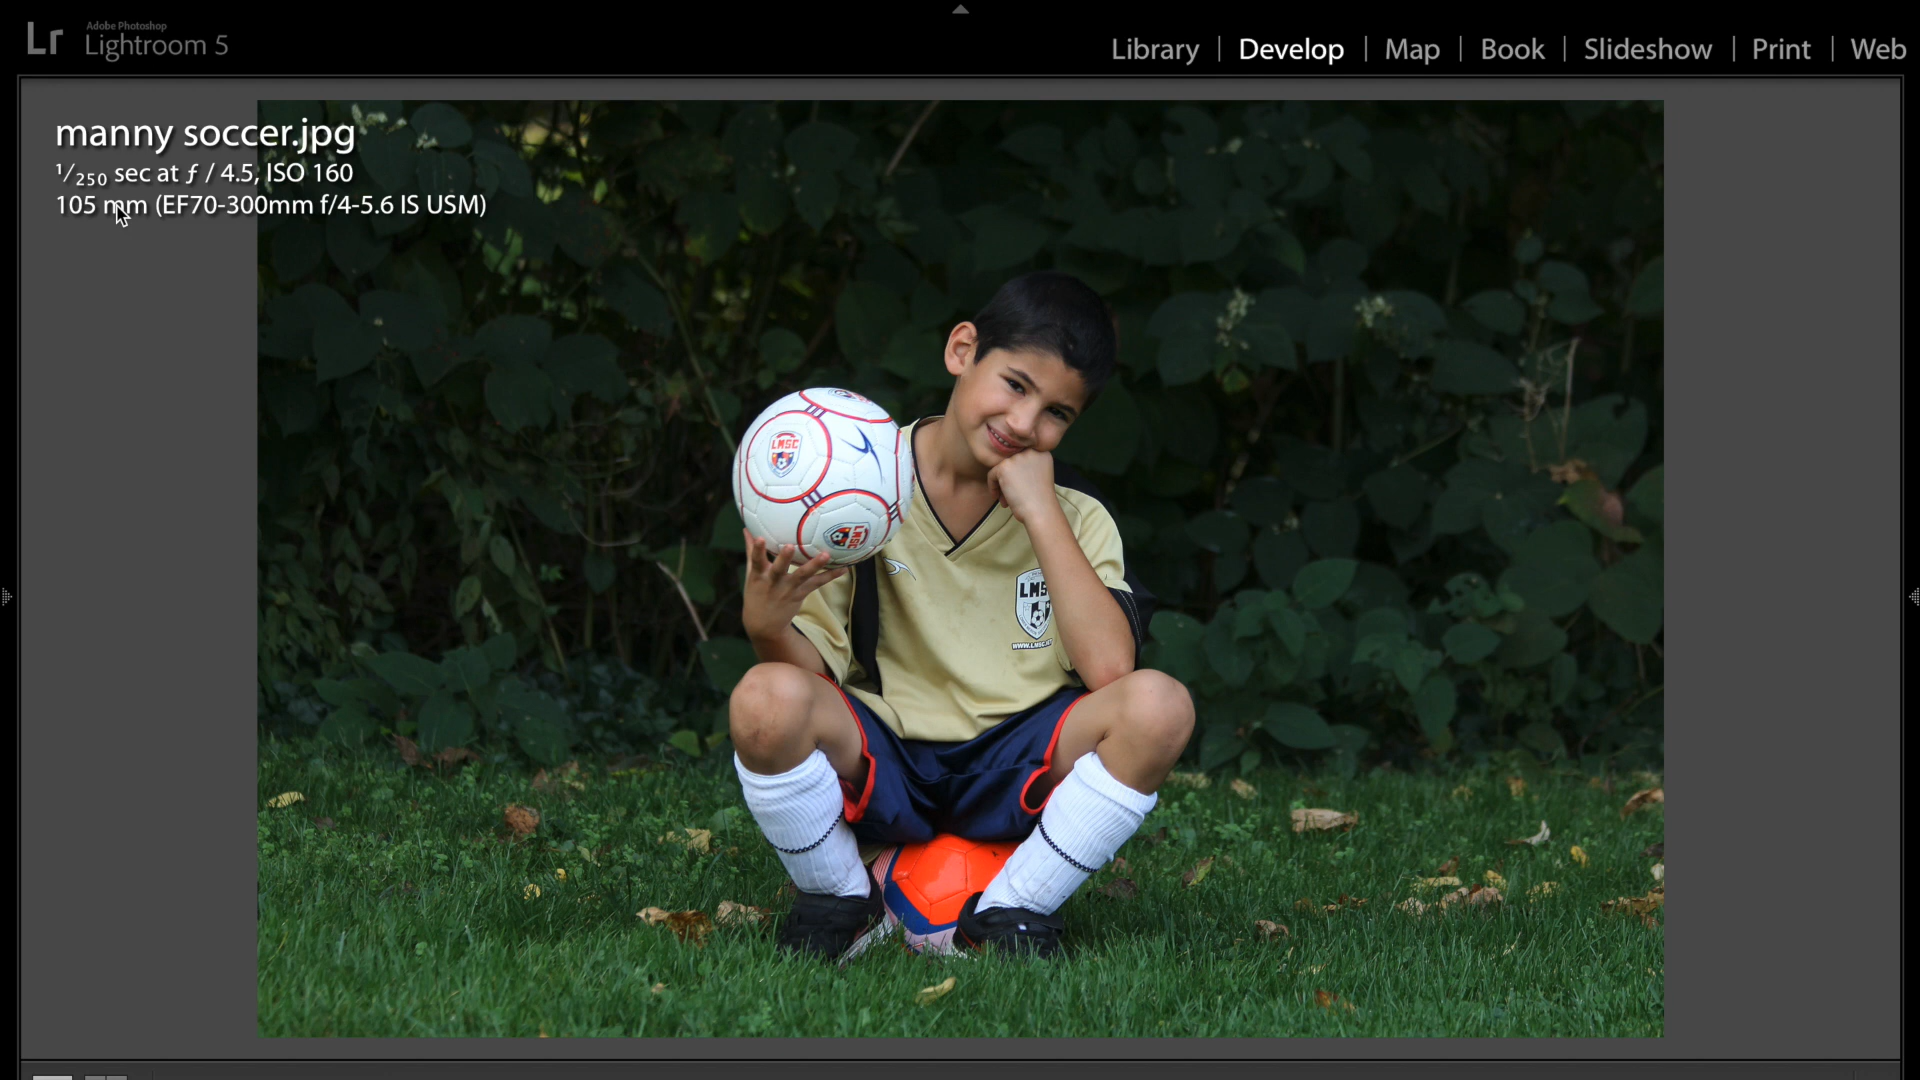 Lr Adobe Photoshop
Lightroom 5
Library | Develop | Map | Book | Slideshow | Print | Web
manny soccer.jpg
1/250 sec at ƒ / 4.5, ISO 160
105 mm (EF70-300mm f/4-5.6 IS USM)
LMSC
LMSC
LMS